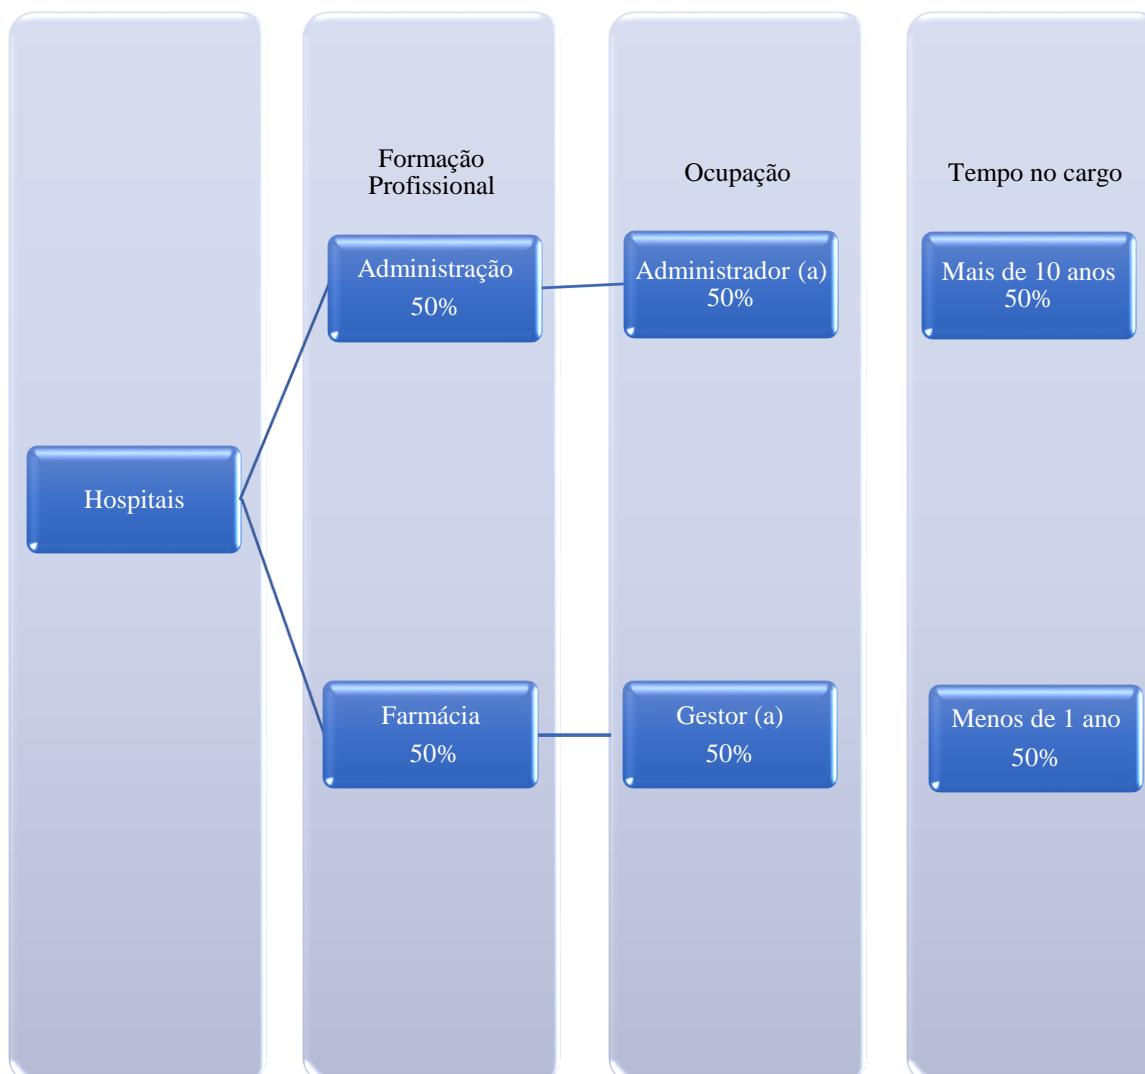 Formação
Profissional
Ocupação
Tempo no cargo
Administração
50%
Administrador (a)
50%
Mais de 10 anos
50%
Hospitais
Farmácia
50%
Gestor (a)
50%
Menos de 1 ano
50%